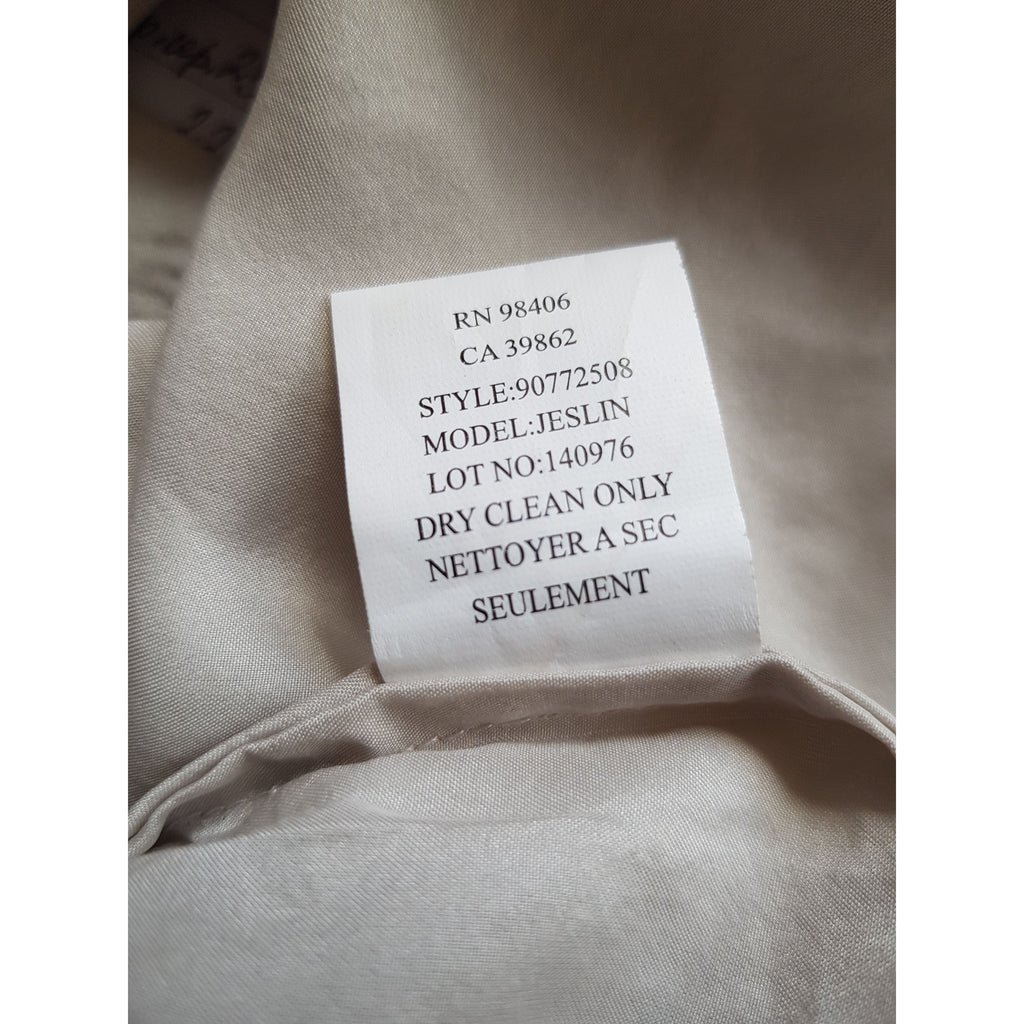 RN 98406
CA 39862
STYLE:90772508
MODEL:JESLIN
LOT NO:140976
DRY CLEAN ONLY
NETTOYER A SEC
SEULEMENT